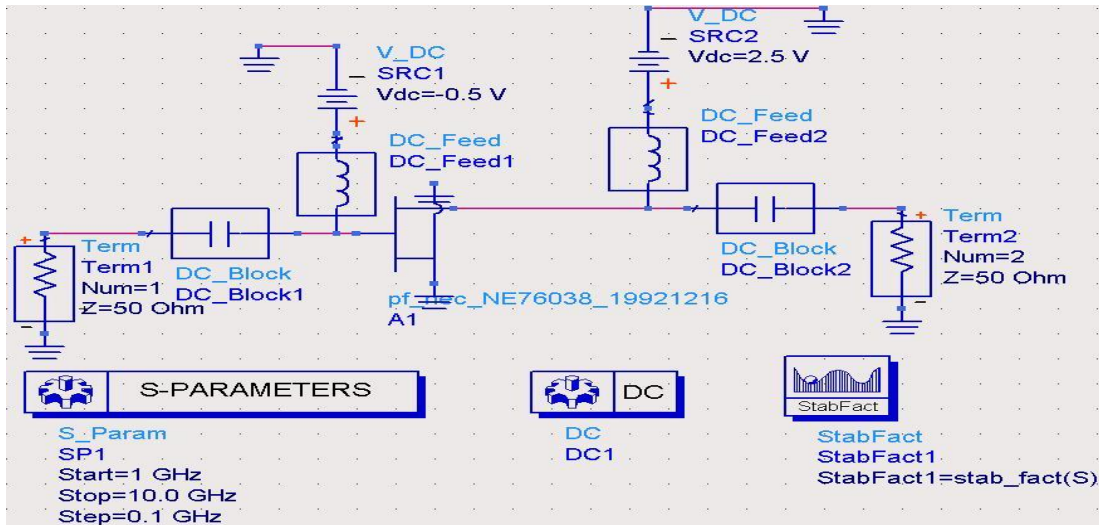 V_DC
SRC1
Vdc=-0.5 V
V_DC
SRC2
Vdc=2.5 V
DC_Feed
DC_Feed1
DC_Feed
DC_Feed2
Term
Term1
Num=1
Z=50 Ohm
DC_Block
DC_Block1
pf_nec_NE76038_19921216
A1
DC_Block
DC_Block2
Term
Term2
Num=2
Z=50 Ohm
S-PARAMETERS
S_Param
SP1
Start=1 GHz
Stop=10.0 GHz
Step=0.1 GHz
DC
DC
DC1
StabFact
StabFact
StabFact1
StabFact1=stab_fact(S)